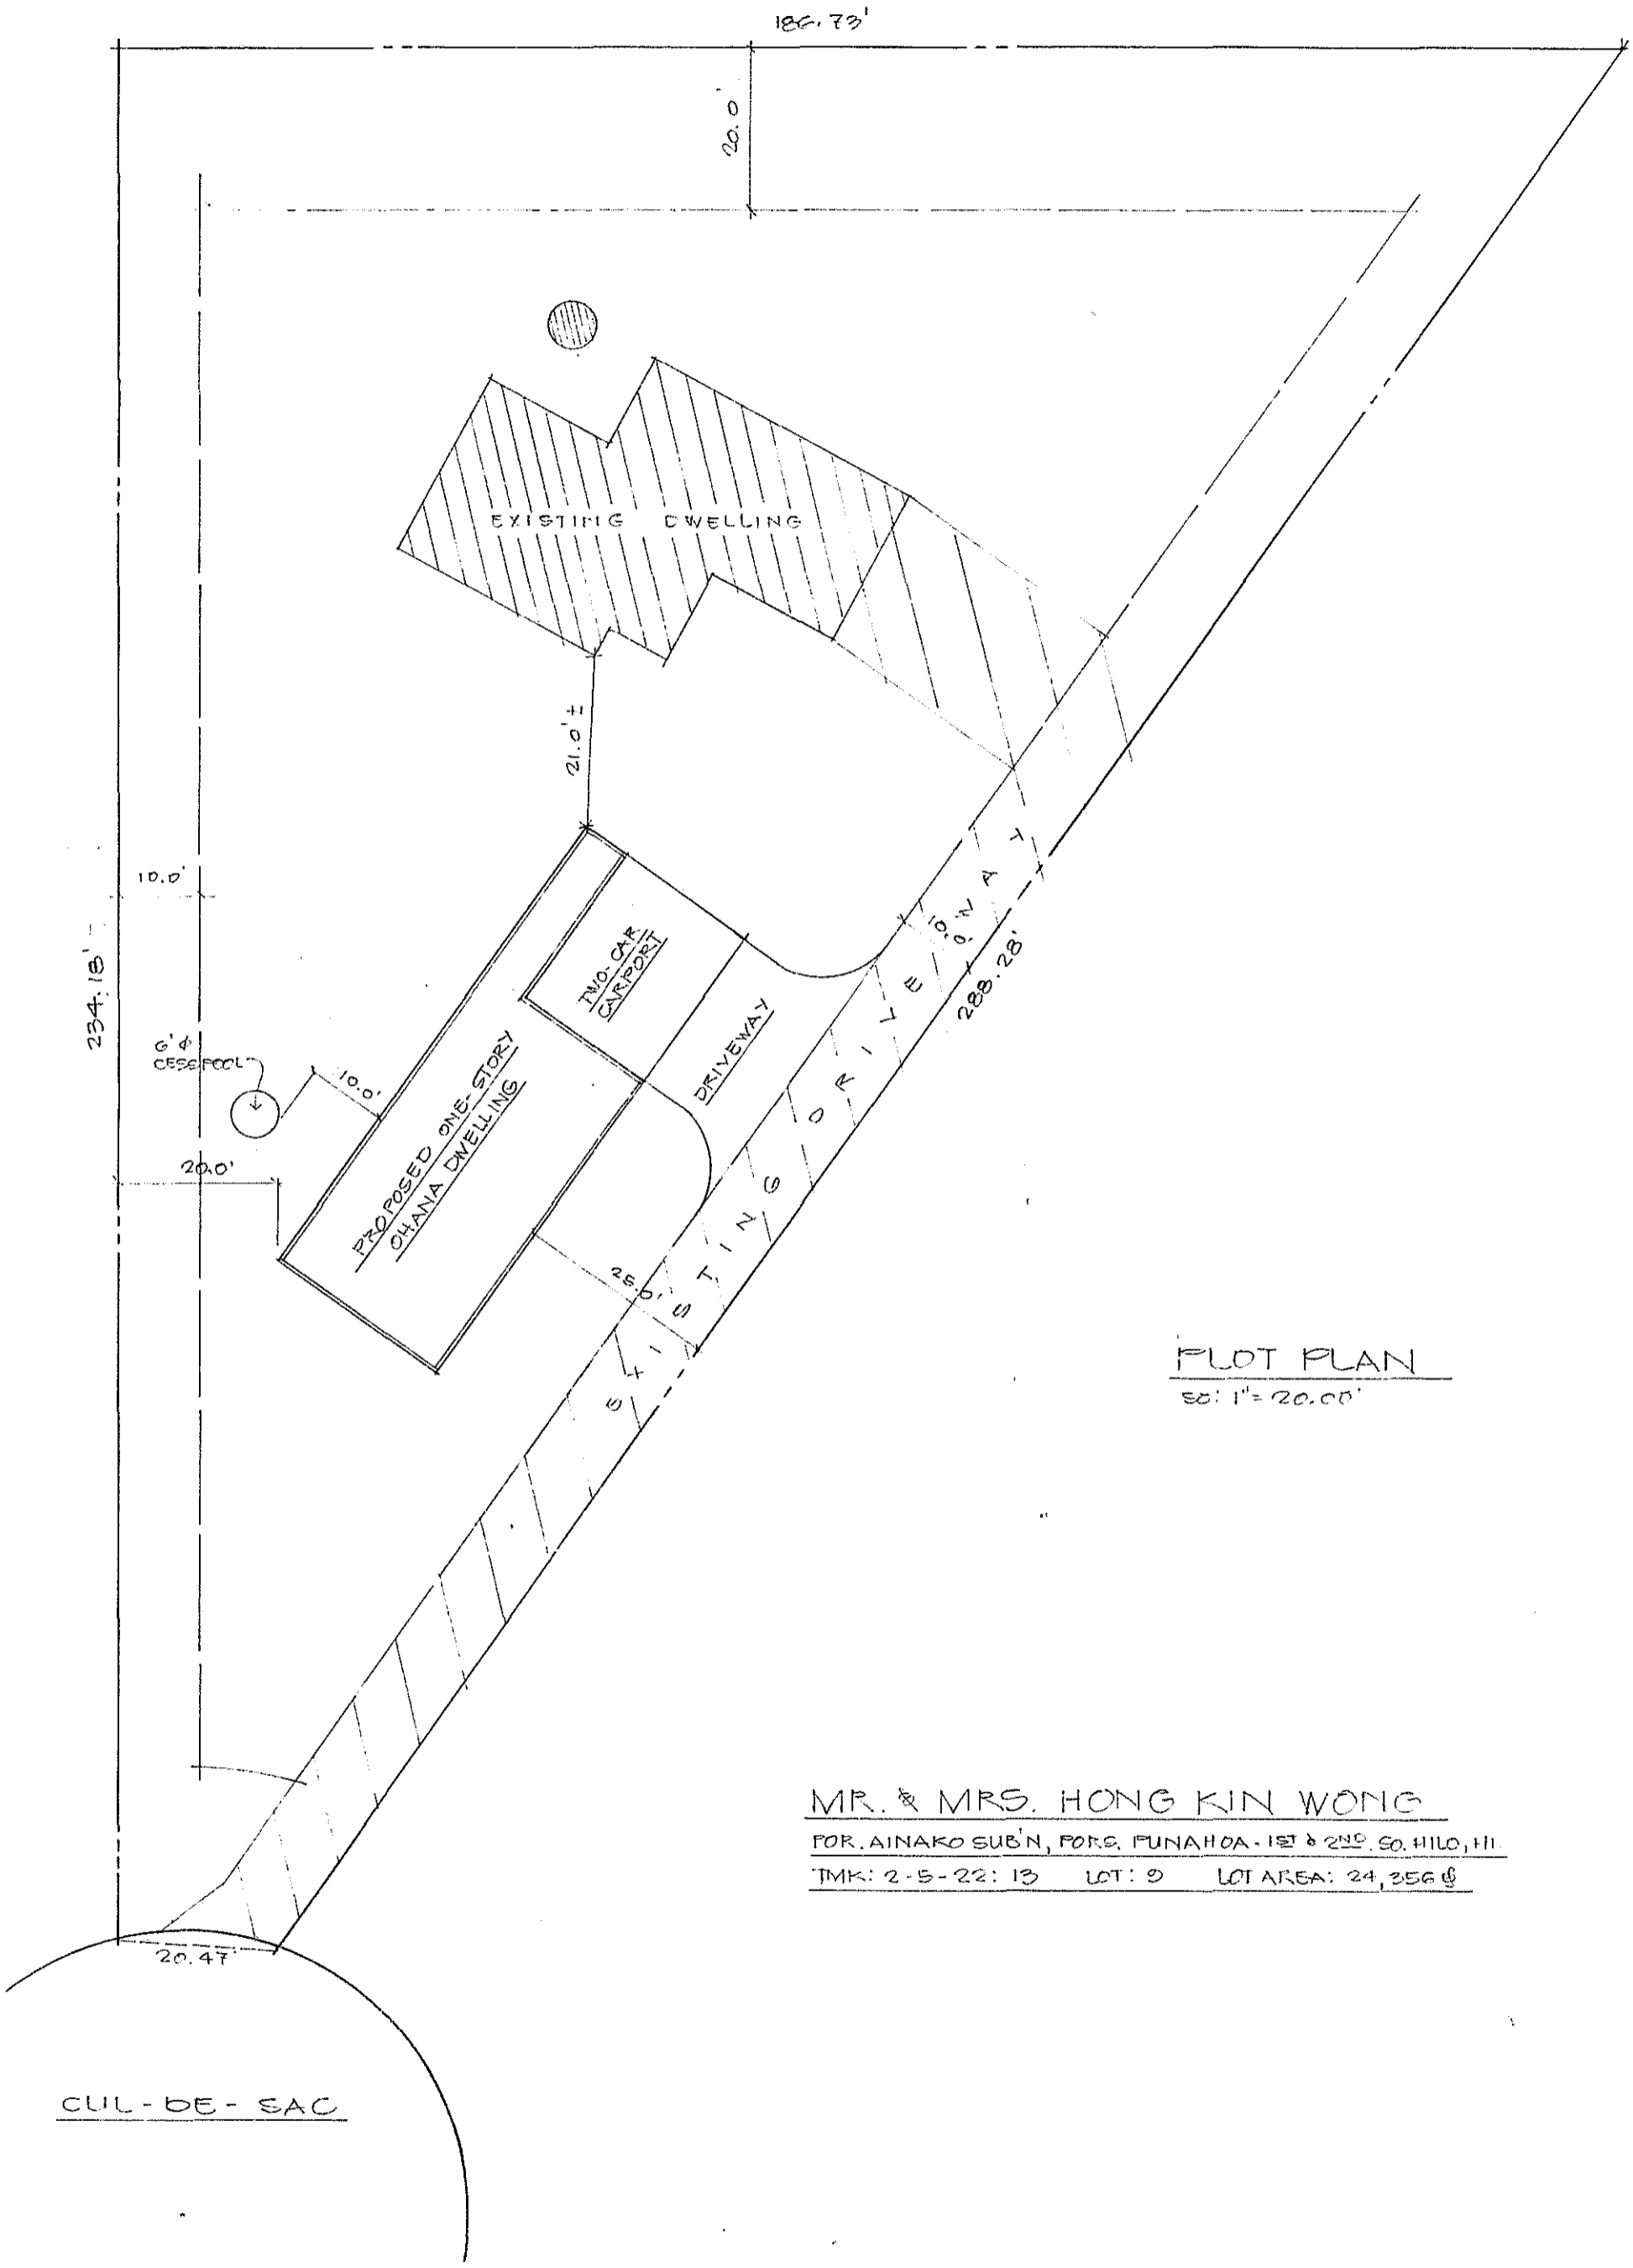 186.73'
20.0'
EXISTING DWELLING
21.0' ±
10.0'
234.18'
TWO-CAR
CARPORT
10.0'
288.28'
6' ⌀
CESSPOOL
10.0'
DRIVEWAY
PROPOSED ONE-STORY
OHANA DWELLING
20.0'
EXISTING DRIVEWAY
25.0'
PLOT PLAN
SC: 1" = 20.00'
MR. & MRS. HONG KIN WONG
POR. AINAKO SUB'N, PORS. PUNAHOA - 1ST & 2ND. SO. HILO, HI.
TMK: 2-5-22: 13 LOT: 9 LOT AREA: 24,356
20.47'
CUL-DE-SAC